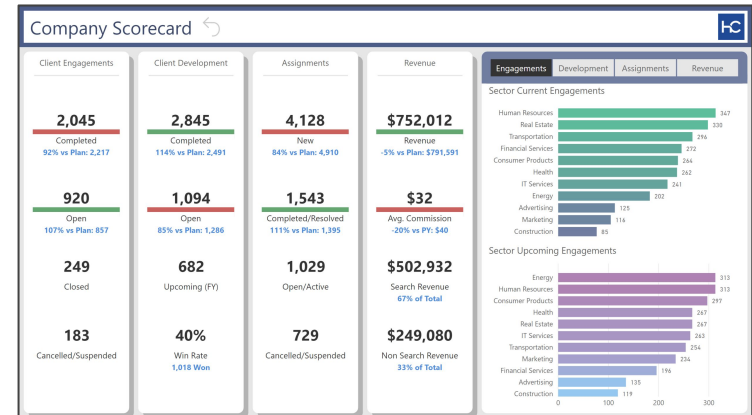 Company Scorecard
HC
Client Engagements
2,045
Completed
92% vs Plan: 2,217
920
Open
107% vs Plan: 857
249
Closed
183
Cancelled/Suspended
Client Development
2,845
Completed
114% vs Plan: 2,491
1,094
Open
85% vs Plan: 1,286
682
Upcoming (FY)
40%
Win Rate
1,018 Won
Assignments
4,128
New
84% vs Plan: 4,910
1,543
Completed/Resolved
111% vs Plan: 1,395
1,029
Open/Active
729
Cancelled/Suspended
Revenue
$752,012
Revenue
-5% vs Plan: $791,591
$32
Avg. Commission
-20% vs PY: $40
$502,932
Search Revenue
67% of Total
$249,080
Non Search Revenue
33% of Total
Engagements Development Assignments Revenue
Sector Current Engagements
Human Resources 347
Real Estate 330
Transportation 296
Financial Services 272
Consumer Products 264
Health 262
IT Services 241
Energy 202
Advertising 125
Marketing 116
Construction 85
Sector Upcoming Engagements
Energy 313
Human Resources 313
Consumer Products 297
Health 267
Real Estate 267
IT Services 263
Transportation 254
Marketing 234
Financial Services 196
Advertising 135
Construction 119
0 100 200 300